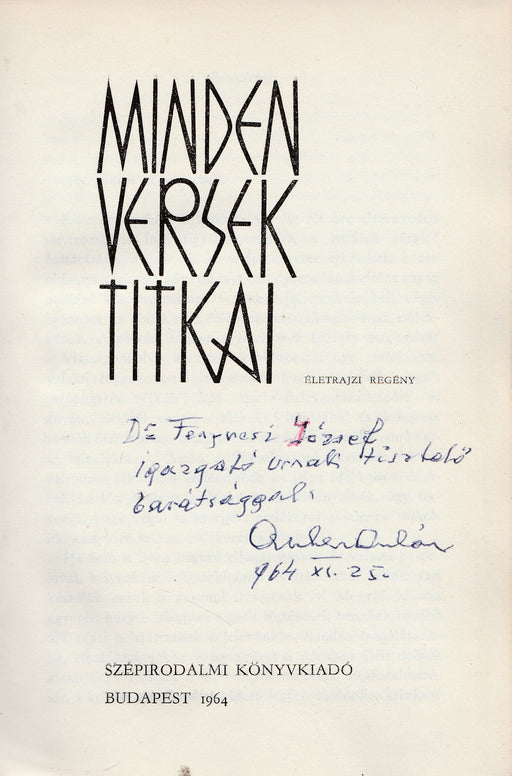 MINDEN
VERSEK
TITKAI
ÉLETRAJZI REGÉNY
Dr Fenyvesi József
igazgató úrnak tisztelő
barátsággal:
964 XI. 25.
SZÉPIRODALMI KÖNYVKIADÓ
BUDAPEST 1964